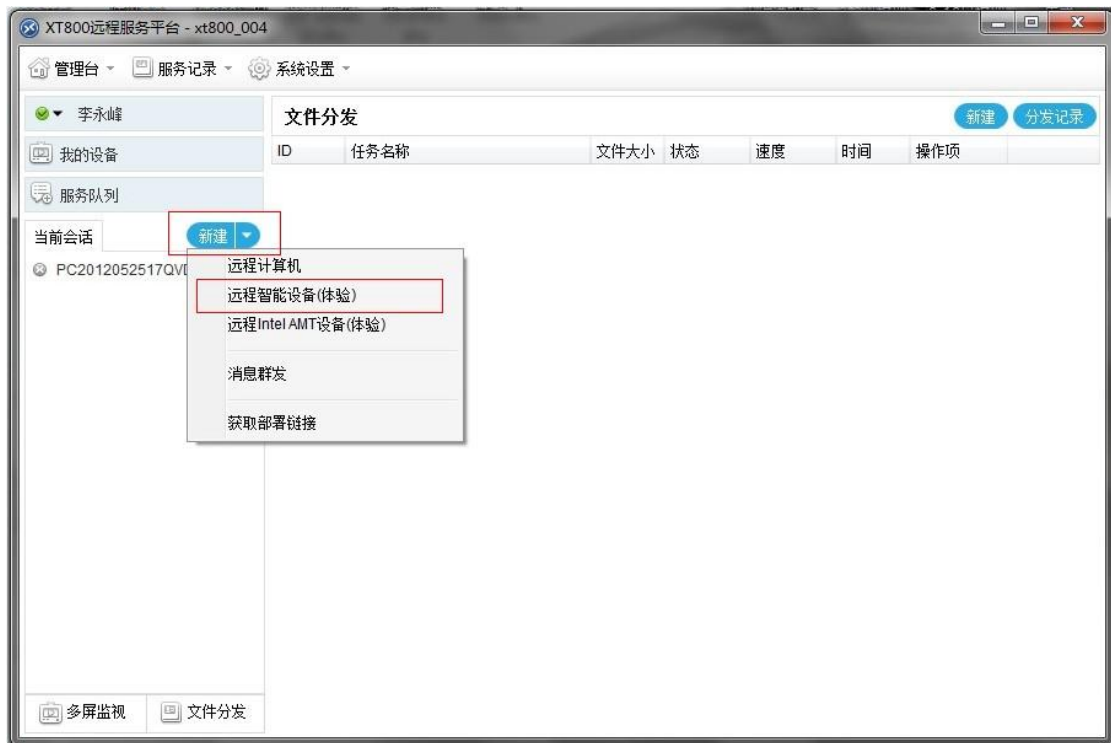 XT800远程服务平台 - xt800_004
管理台 服务记录 系统设置
李永峰
我的设备
服务队列
当前会话 新建
PC2012052517QV
远程计算机
远程智能设备(体验)
远程Intel AMT设备(体验)
消息群发
获取部署链接
多屏监视 文件分发
文件分发 新建 分发记录
ID 任务名称 文件大小 状态 速度 时间 操作项